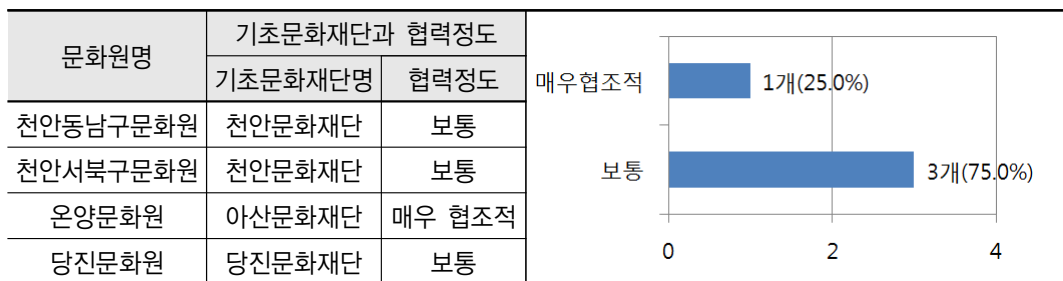 문화원명 기초문화재단과 협력정도
기초문화재단명 협력정도
천안동남구문화원 천안문화재단 보통
천안서북구문화원 천안문화재단 보통
온양문화원 아산문화재단 매우 협조적
당진문화원 당진문화재단 보통
매우협조적 1개(25.0%)
보통 3개(75.0%)
0 2 4